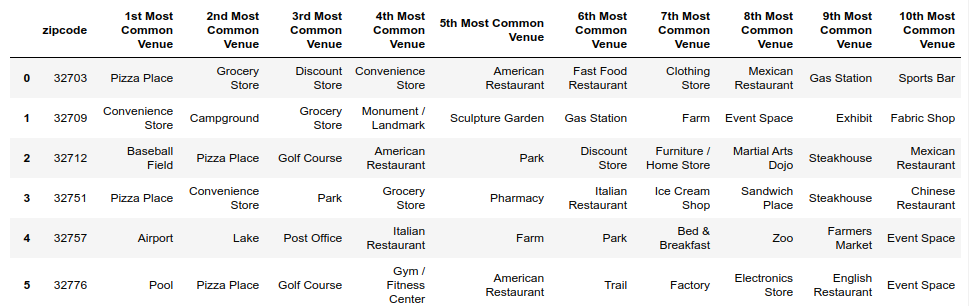 zipcode 1st Most Common Venue 2nd Most Common Venue 3rd Most Common Venue 4th Most Common Venue 5th Most Common Venue 6th Most Common Venue 7th Most Common Venue 8th Most Common Venue 9th Most Common Venue 10th Most Common Venue
0 32703 Pizza Place Grocery Store Discount Store Convenience Store American Restaurant Fast Food Restaurant Clothing Store Mexican Restaurant Gas Station Sports Bar
1 32709 Convenience Store Campground Grocery Store Monument / Landmark Sculpture Garden Gas Station Farm Event Space Exhibit Fabric Shop
2 32712 Baseball Field Pizza Place Golf Course American Restaurant Park Discount Store Furniture / Home Store Martial Arts Dojo Steakhouse Mexican Restaurant
3 32751 Pizza Place Convenience Store Park Grocery Store Pharmacy Italian Restaurant Ice Cream Shop Sandwich Place Steakhouse Chinese Restaurant
4 32757 Airport Lake Post Office Italian Restaurant Farm Park Bed & Breakfast Zoo Farmers Market Event Space
5 32776 Pool Pizza Place Golf Course Gym / Fitness Center American Restaurant Trail Factory Electronics Store English Restaurant Event Space